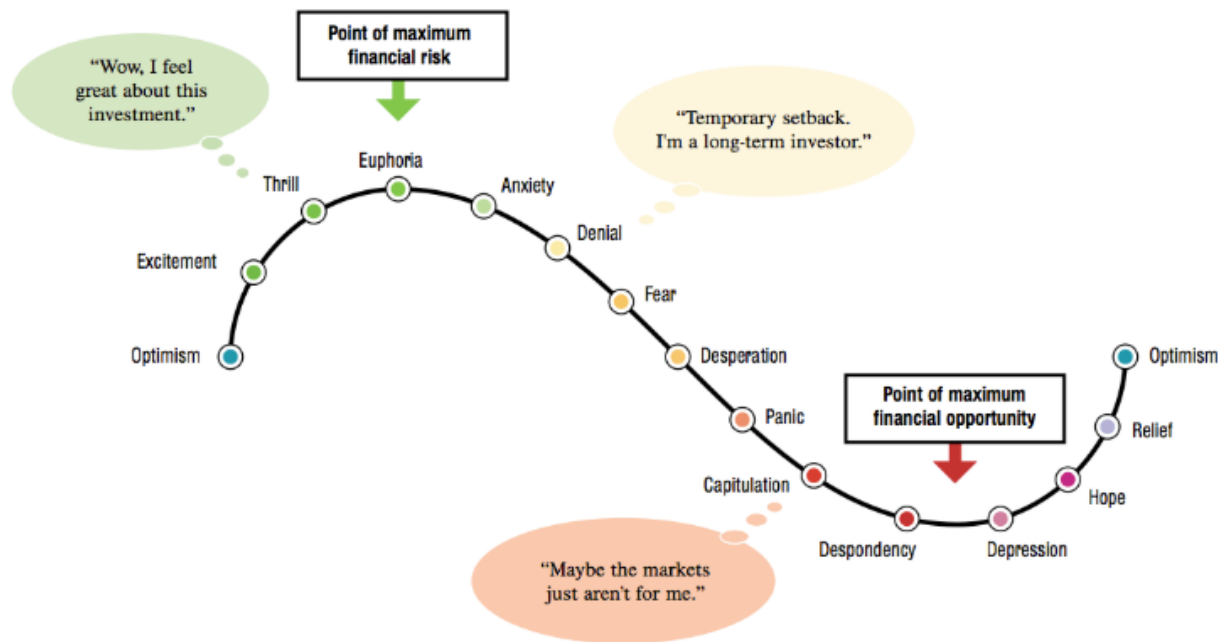 Point of maximum
financial risk
“Wow, I feel
great about this
investment.”
“Temporary setback.
I'm a long-term investor.”
Euphoria
Thrill
Anxiety
Denial
Excitement
Fear
Optimism
Desperation
Optimism
Point of maximum
financial opportunity
Panic
Relief
Capitulation
Hope
Despondency
Depression
“Maybe the markets
just aren't for me.”